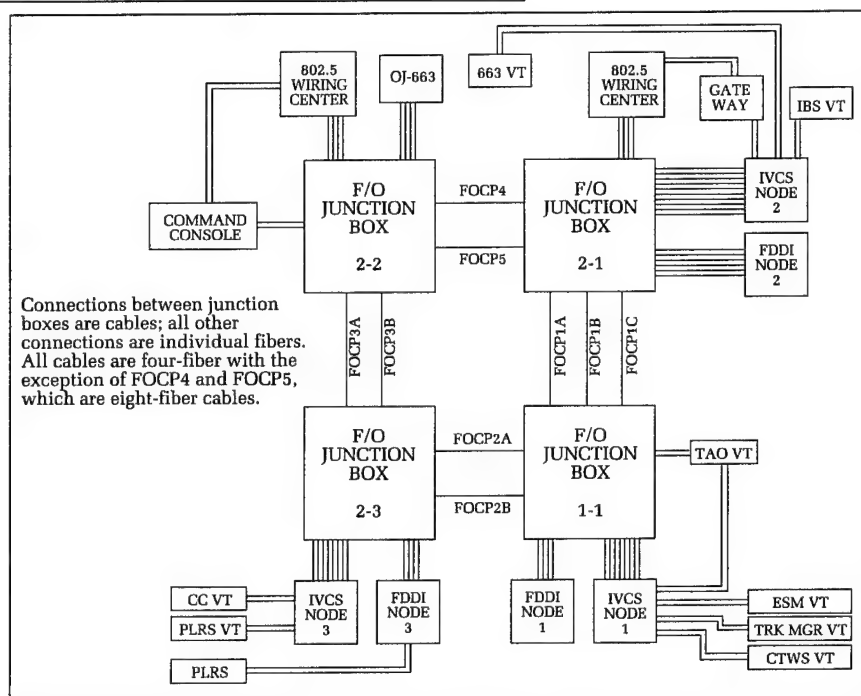 802.5
WIRING
CENTER
OJ-663
663 VT
802.5
WIRING
CENTER
GATE
WAY
IBS VT
F/O
JUNCTION
BOX
2-2
FOCP4
FOCP5
F/O
JUNCTION
BOX
2-1
IVCS
NODE
2
COMMAND
CONSOLE
FDDI
NODE
2
Connections between junction
boxes are cables; all other
connections are individual fibers.
All cables are four-fiber with the
exception of FOCP4 and FOCP5,
which are eight-fiber cables.
FOCP3A
FOCP3B
FOCP1A
FOCP1B
FOCP1C
F/O
JUNCTION
BOX
2-3
FOCP2A
FOCP2B
F/O
JUNCTION
BOX
1-1
TAO VT
CC VT
PLRS VT
PLRS
IVCS
NODE
3
FDDI
NODE
3
FDDI
NODE
1
IVCS
NODE
1
ESM VT
TRK MGR VT
CTWS VT